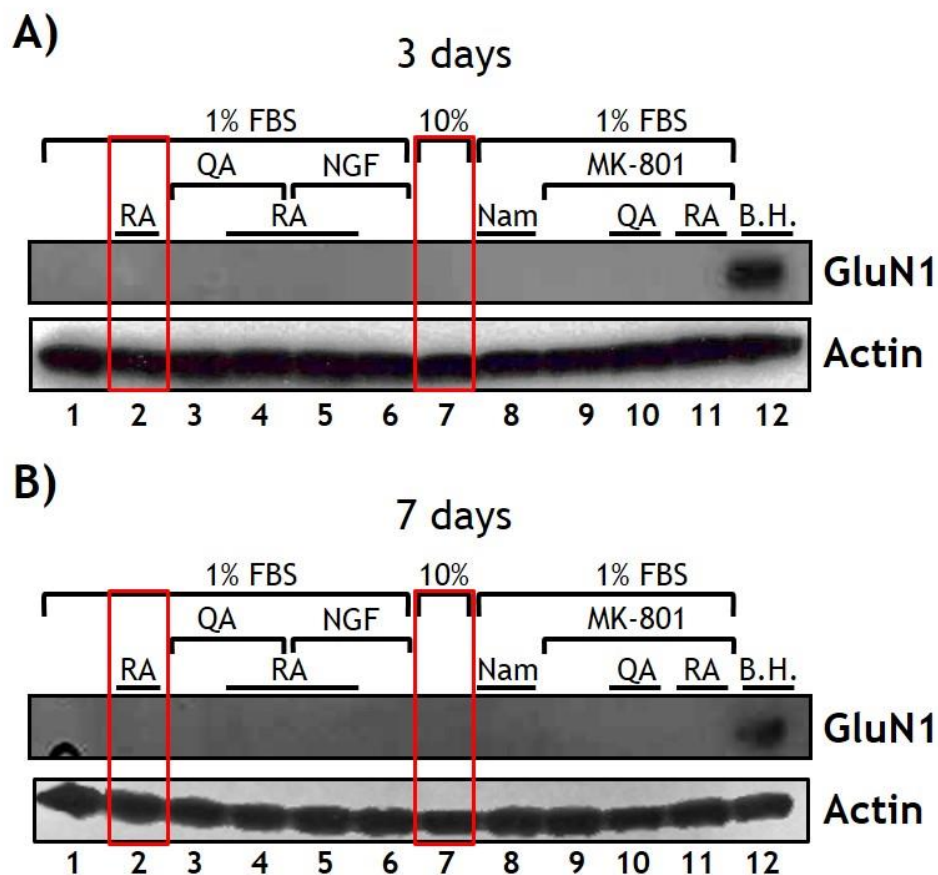 A)
3 days
1% FBS 10% 1% FBS
QA NGF MK-801
RA RA Nam QA RA B.H.
GluN1
Actin
1 2 3 4 5 6 7 8 9 10 11 12
B)
7 days
1% FBS 10% 1% FBS
QA NGF MK-801
RA RA Nam QA RA B.H.
GluN1
Actin
1 2 3 4 5 6 7 8 9 10 11 12